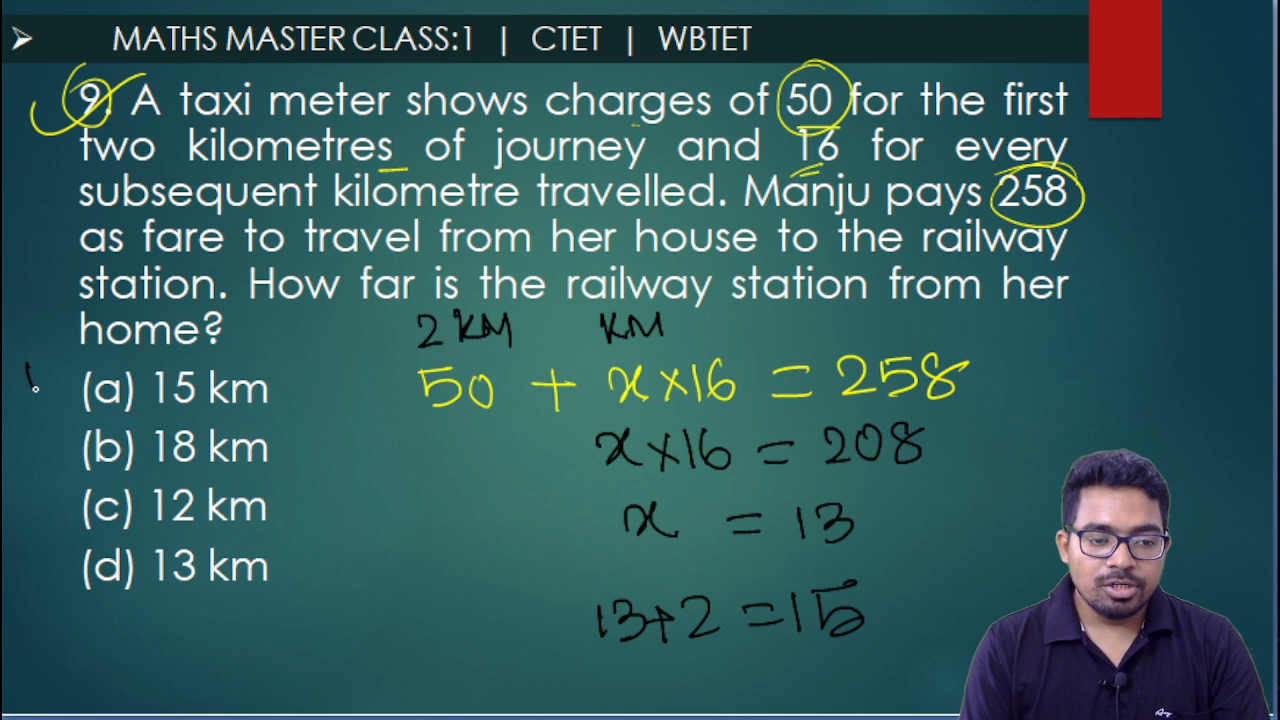 ➤ MATHS MASTER CLASS:1 | CTET | WBTET
9. A taxi meter shows charges of 50 for the first
two kilometres of journey and 16 for every
subsequent kilometre travelled. Manju pays 258
as fare to travel from her house to the railway
station. How far is the railway station from her
home?
2 KM KM
(a) 15 km
50 + x×16 = 258
(b) 18 km
x×16 = 208
(c) 12 km
x = 13
(d) 13 km
13+2 = 15